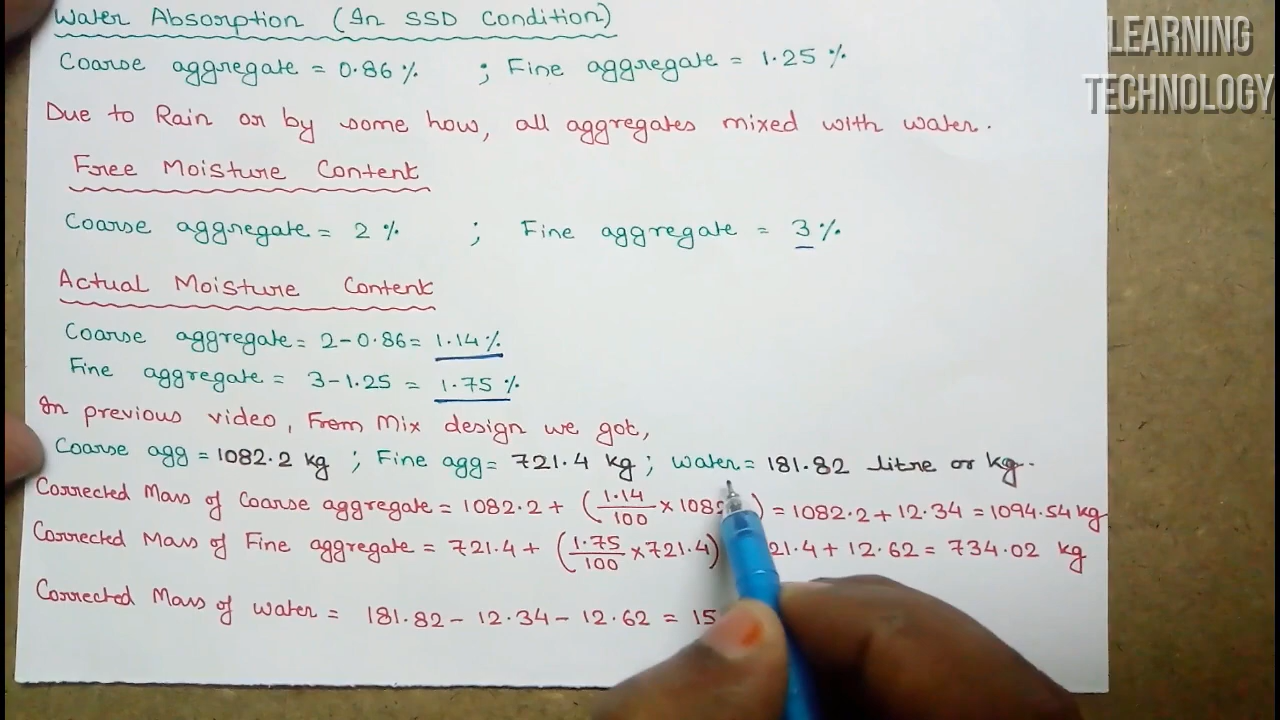 Water Absorption (In SSD Condition)
LEARNING
TECHNOLOGY
Coarse aggregate = 0.86 % ; Fine aggregate = 1.25 %
Due to Rain or by some how, all aggregates mixed with water.
Free Moisture Content
Coarse aggregate = 2 % ; Fine aggregate = 3 %
Actual Moisture Content
Coarse aggregate = 2-0.86 = 1.14 %
Fine aggregate = 3-1.25 = 1.75 %
In previous video, From Mix design we got,
Coarse agg = 1082.2 kg ; Fine agg = 721.4 kg ; water = 181.82 litre or kg.
Corrected Mass of Coarse aggregate = 1082.2 + (1.14/100 × 108 ) = 1082.2 + 12.34 = 1094.54 kg
Corrected Mass of Fine aggregate = 721.4 + (1.75/100 × 721.4) 21.4 + 12.62 = 734.02 kg
Corrected Mass of water = 181.82 - 12.34 - 12.62 = 15